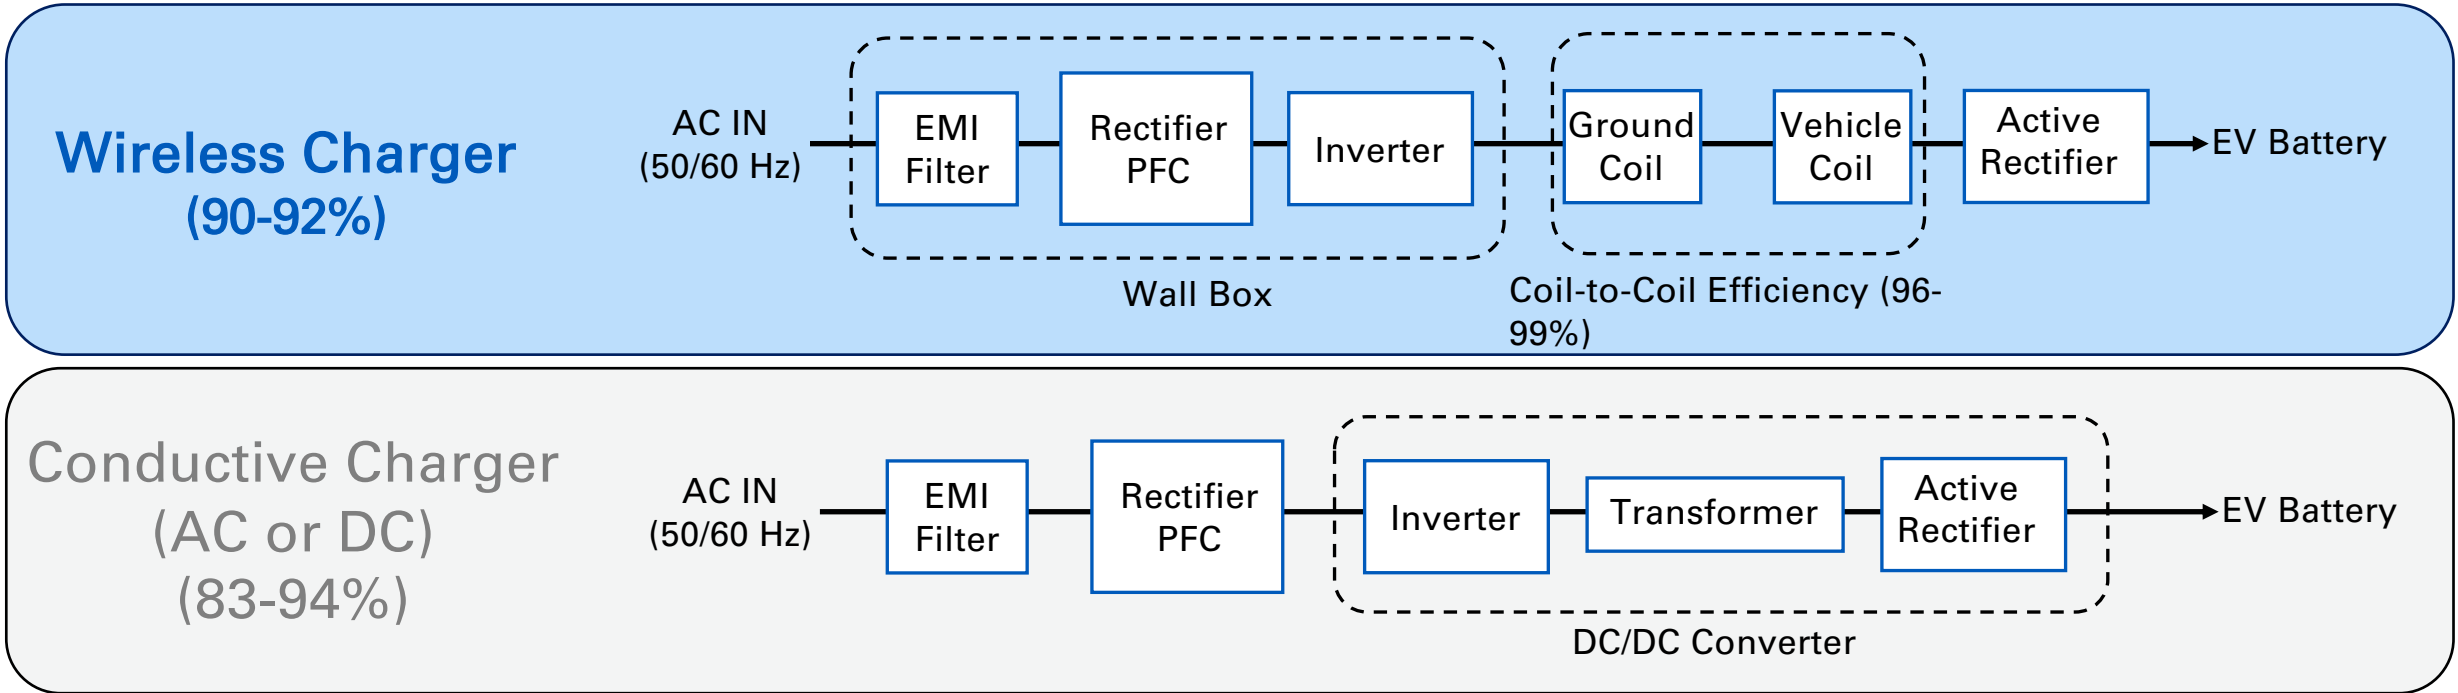 Wireless Charger
(90-92%)
AC IN
(50/60 Hz)
EMI
Filter
Rectifier
PFC
Inverter
Wall Box
Ground
Coil
Vehicle
Coil
Coil-to-Coil Efficiency (96-
99%)
Active
Rectifier
EV Battery
Conductive Charger
(AC or DC)
(83-94%)
AC IN
(50/60 Hz)
EMI
Filter
Rectifier
PFC
Inverter
Transformer
Active
Rectifier
DC/DC Converter
EV Battery